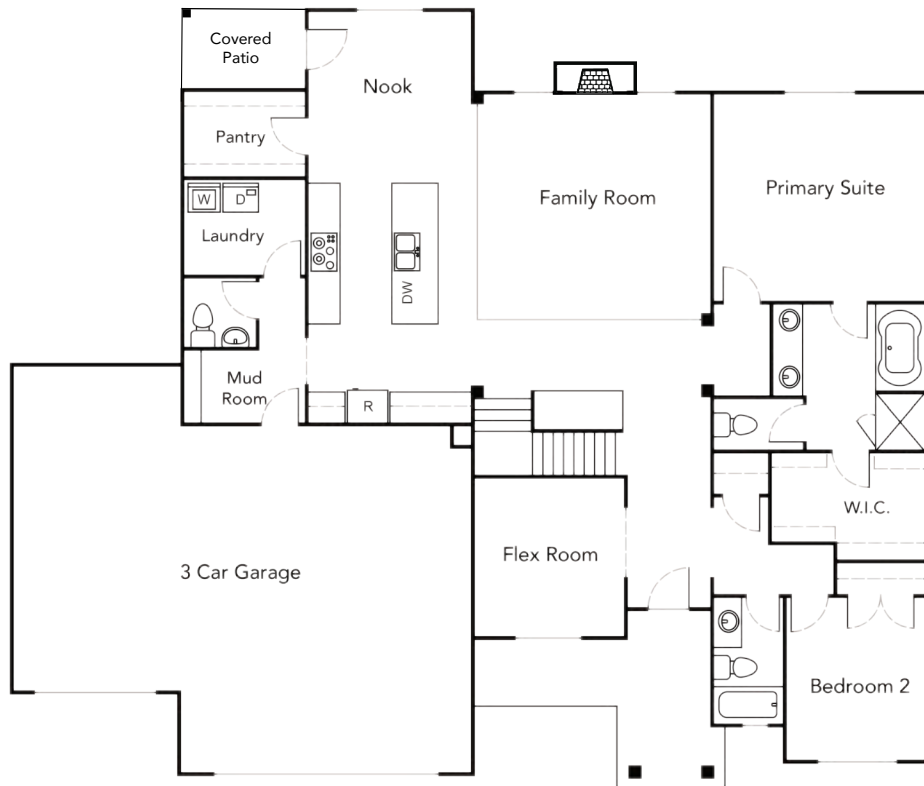 Covered
Patio
Nook
Pantry
Family Room
Primary Suite
W
D
Laundry
DW
Mud
Room
R
W.I.C.
Flex Room
3 Car Garage
Bedroom 2